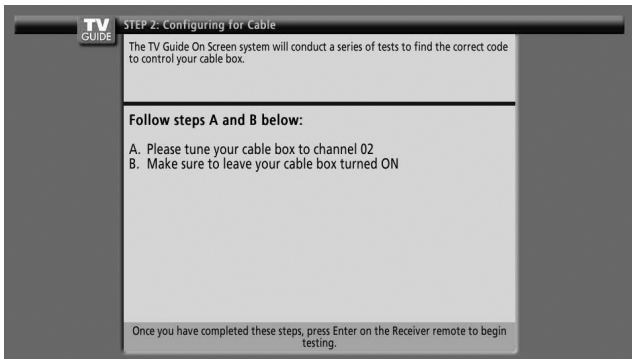 TV
GUIDE
STEP 2: Configuring for Cable
The TV Guide On Screen system will conduct a series of tests to find the correct code
to control your cable box.
Follow steps A and B below:
A. Please tune your cable box to channel 02
B. Make sure to leave your cable box turned ON
Once you have completed these steps, press Enter on the Receiver remote to begin
testing.